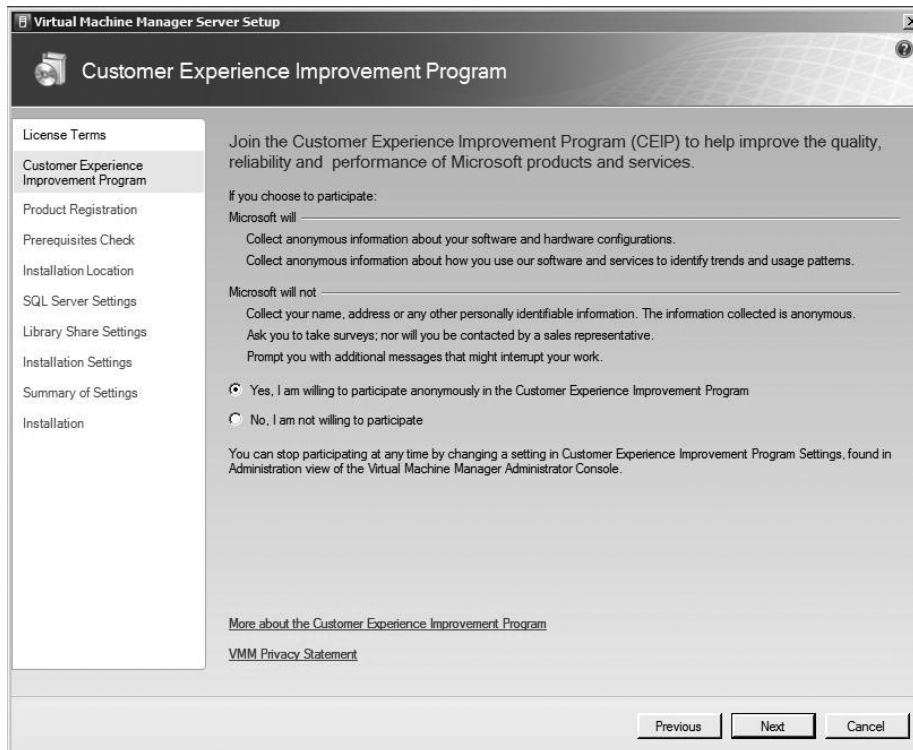 Virtual Machine Manager Server Setup
Customer Experience Improvement Program
License Terms
Customer Experience
Improvement Program
Product Registration
Prerequisites Check
Installation Location
SQL Server Settings
Library Share Settings
Installation Settings
Summary of Settings
Installation
Join the Customer Experience Improvement Program (CEIP) to help improve the quality,
reliability and performance of Microsoft products and services.
If you choose to participate:
Microsoft will
Collect anonymous information about your software and hardware configurations.
Collect anonymous information about how you use our software and services to identify trends and usage patterns.
Microsoft will not
Collect your name, address or any other personally identifiable information. The information collected is anonymous.
Ask you to take surveys; nor will you be contacted by a sales representative.
Prompt you with additional messages that might interrupt your work.
Yes, I am willing to participate anonymously in the Customer Experience Improvement Program
No, I am not willing to participate
You can stop participating at any time by changing a setting in Customer Experience Improvement Program Settings, found in
Administration view of the Virtual Machine Manager Administrator Console.
More about the Customer Experience Improvement Program
VMM Privacy Statement
Previous
Next
Cancel